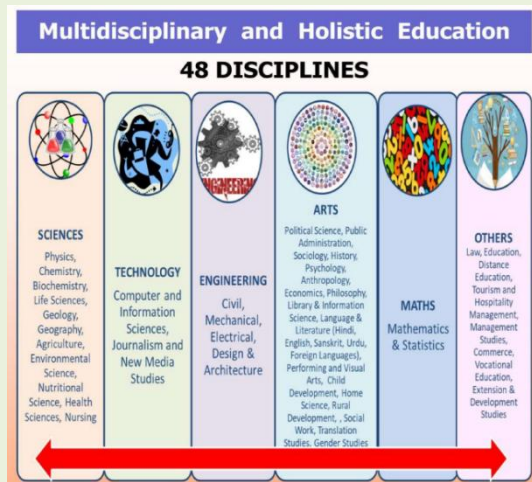 Multidisciplinary and Holistic Education
48 DISCIPLINES
SCIENCES
Physics,
Chemistry,
Biochemistry,
Life Sciences,
Geology,
Geography,
Agriculture,
Environmental
Science,
Nutritional
Science, Health
Sciences, Nursing
TECHNOLOGY
Computer and
Information
Sciences,
Journalism and
New Media
Studies
ENGINEERING
ENGINEERING
Civil,
Mechanical,
Electrical,
Design &
Architecture
ARTS
Political Science, Public
Administration,
Sociology, History,
Psychology,
Anthropology,
Economics, Philosophy,
Library & Information
Science, Language &
Literature (Hindi,
English, Sanskrit, Urdu,
Foreign Languages),
Performing and Visual
Arts, Child
Development, Home
Science, Rural
Development, , Social
Work, Translation
Studies, Gender Studies
MATHS
Mathematics
& Statistics
OTHERS
Law, Education,
Distance
Education,
Tourism and
Hospitality
Management,
Management
Studies,
Commerce,
Vocational
Education,
Extension &
Development
Studies